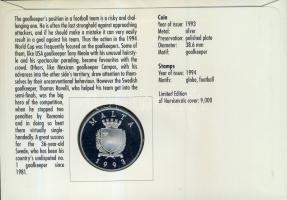 The goalkeeper's position in a football team is a risky and chal-
lenging one. He is often the last stronghold against approaching
attackers, and if he should make a mistake it can very easily
result in a goal against his team. Thus the action in the 1994
World Cup was frequently focused on the goalkeepers. Some of
them, like USA goalkeeper Tony Meola with his unusual hairsty-
le and his spectacular parading, became favourites with the
crowd. Others, like Mexican goalkeeper Campos, with his
advances into the other side's territory, drew attention to them-
selves by their unconventional behaviour. However the Swedish
goalkeeper, Thomas Ravelli, who helped his team get into the
semi-finals, was the big
hero of the competition,
when he stopped two
penalties by Romania
and in doing so beat
them virtually single-
handedly. A great success
for the 36-year-old
Swede, who has been his
country's undisputed no.
1 goalkeeper since
1981.
MALTA
1993
Coin
Year of issue: 1993
Metal: silver
Preservation: polished plate
Diameter: 38.6 mm
Motif: goalkeeper
Stamps
Year of issue: 1994
Motifs: globe, football
Limited Edition
of Numismatic cover: 9,000